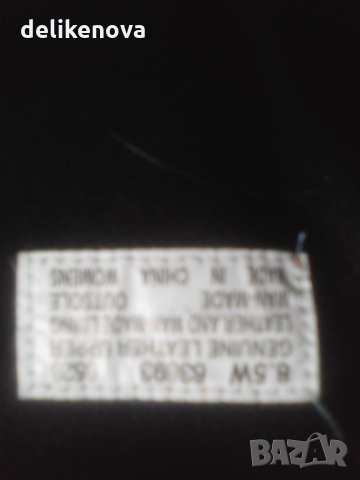 delikenova
8.5W 63093
GENUINE LEATHER UPPER
LEATHER AND MAN-MADE LINING
MAN-MADE OUTSOLE
MADE IN CHINA WOMENS
BAZAR